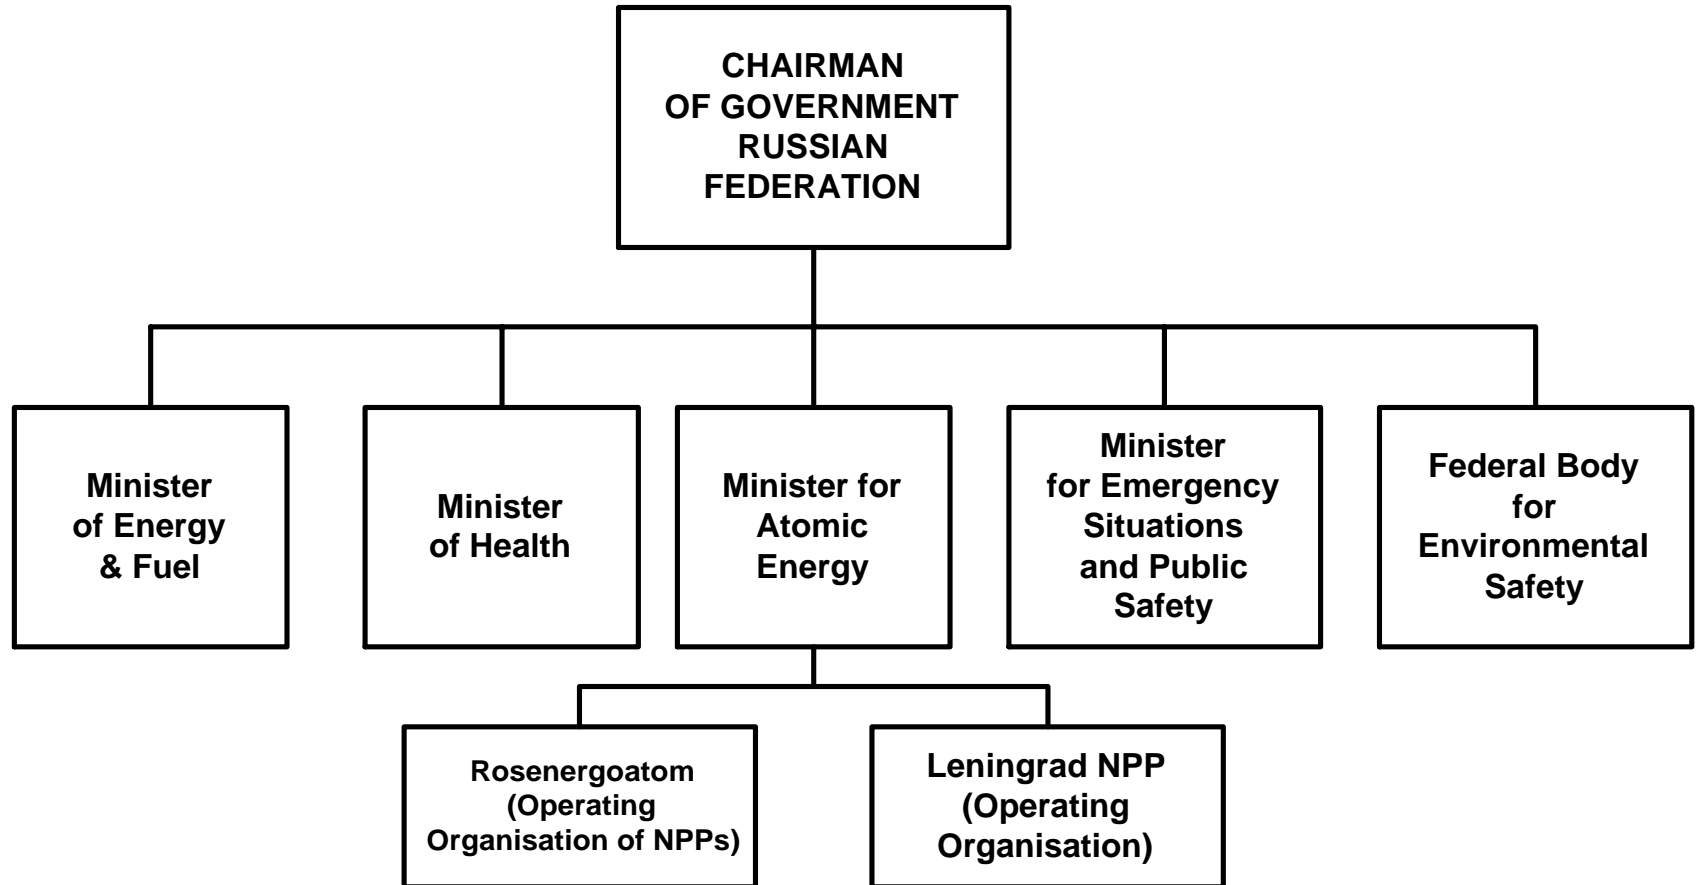 CHAIRMAN
OF GOVERNMENT
RUSSIAN
FEDERATION
Minister
of Energy
& Fuel
Minister
of Health
Minister for
Atomic
Energy
Minister
for Emergency
Situations
and Public
Safety
Federal Body
for
Environmental
Safety
Rosenergoatom
(Operating
Organisation of NPPs)
Leningrad NPP
(Operating
Organisation)